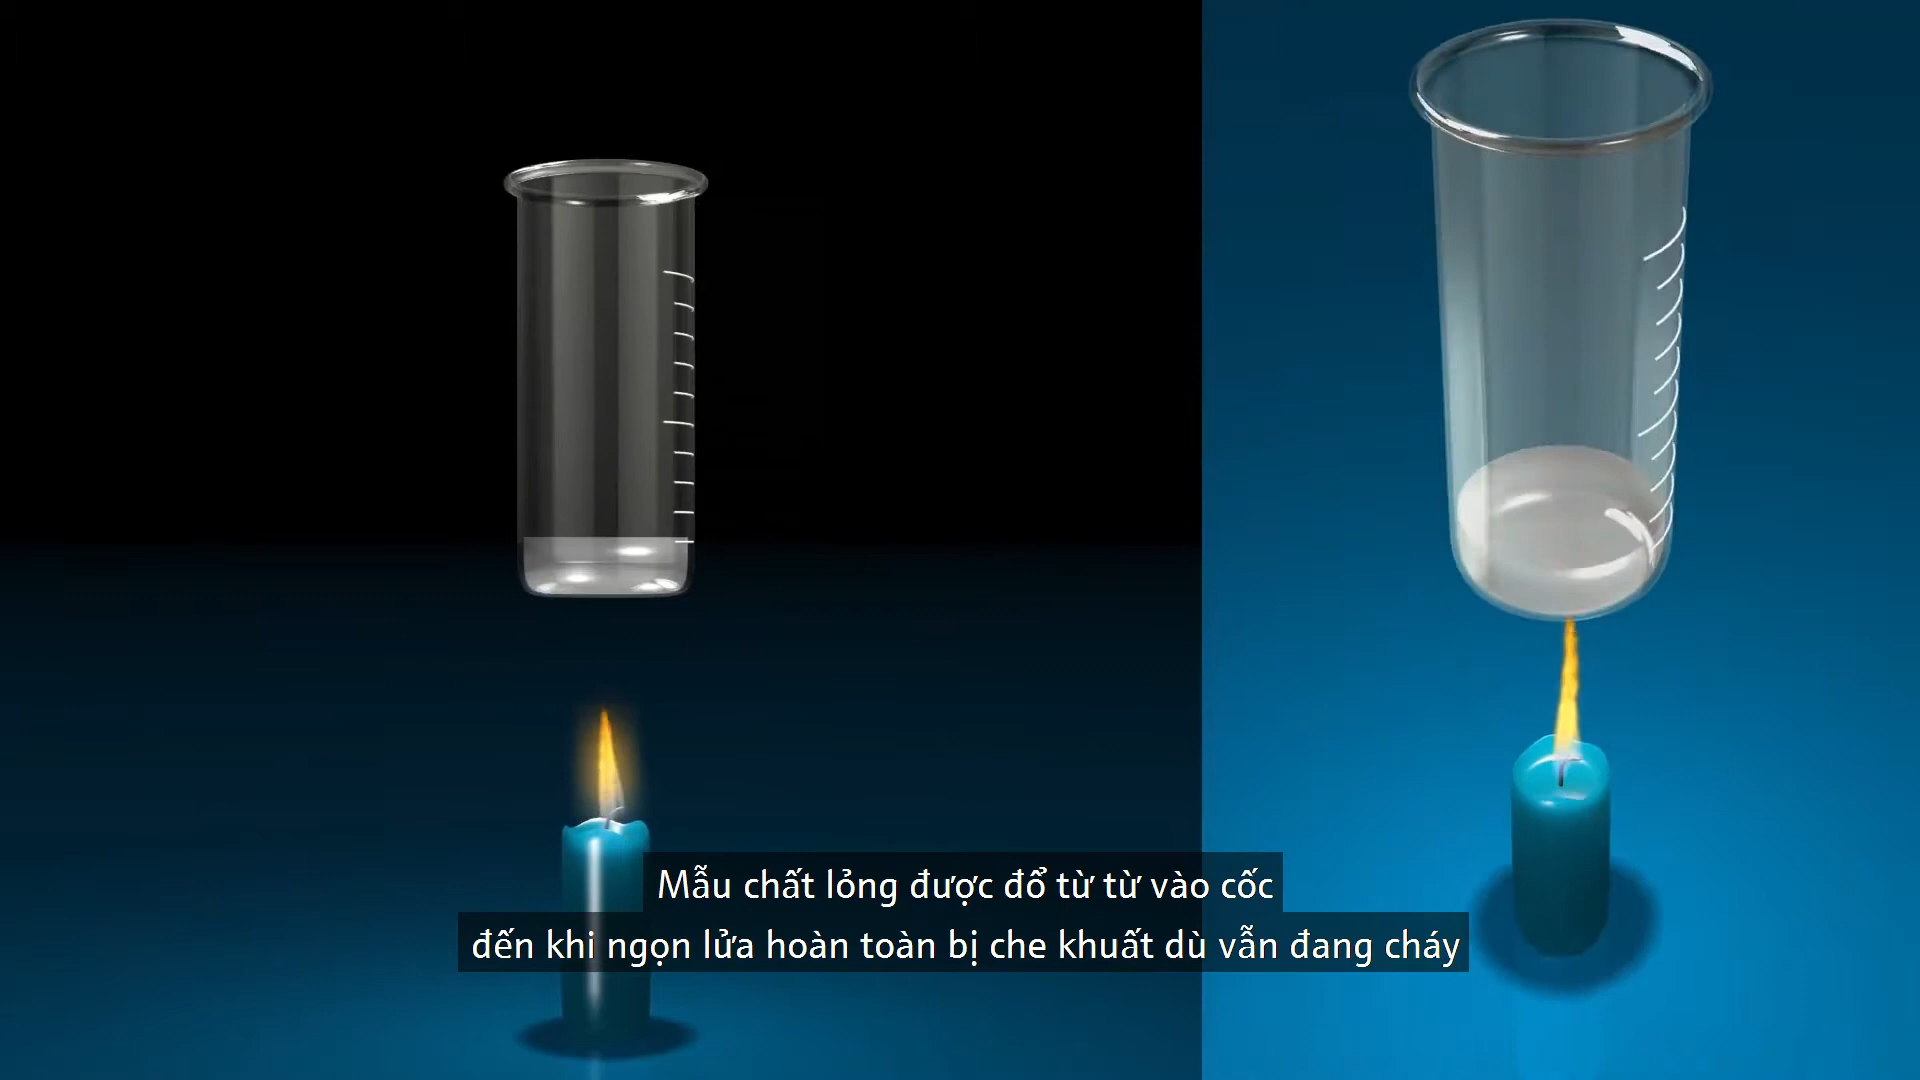 Mẫu chất lỏng được đổ từ từ vào cốc
đến khi ngọn lửa hoàn toàn bị che khuất dù vẫn đang cháy